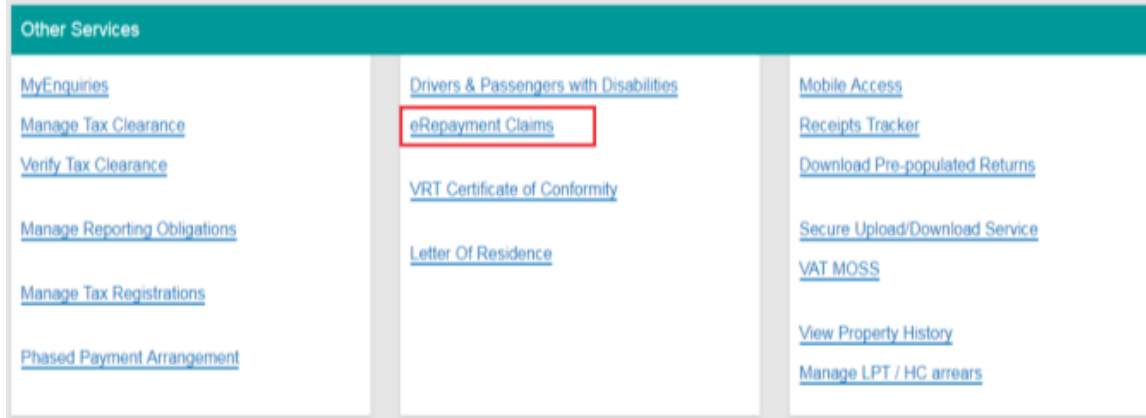 Other Services
MyEnquiries
Manage Tax Clearance
Verify Tax Clearance
Manage Reporting Obligations
Manage Tax Registrations
Phased Payment Arrangement
Drivers & Passengers with Disabilities
eRepayment Claims
VRT Certificate of Conformity
Letter Of Residence
Mobile Access
Receipts Tracker
Download Pre-populated Returns
Secure Upload/Download Service
VAT MOSS
View Property History
Manage LPT / HC arrears